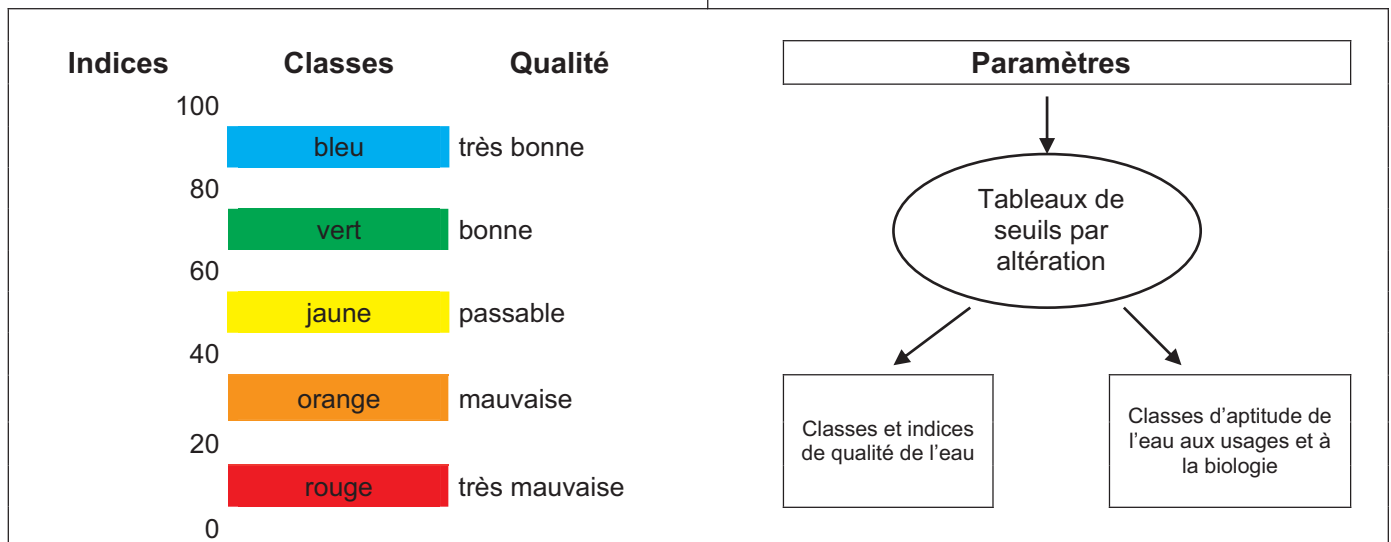 Indices Classes Qualité
100
bleu très bonne
80
vert bonne
60
jaune passable
40
orange mauvaise
20
rouge très mauvaise
0
Paramètres
Tableaux de
seuils par
altération
Classes et indices
de qualité de l'eau
Classes d'aptitude de
l'eau aux usages et à
la biologie